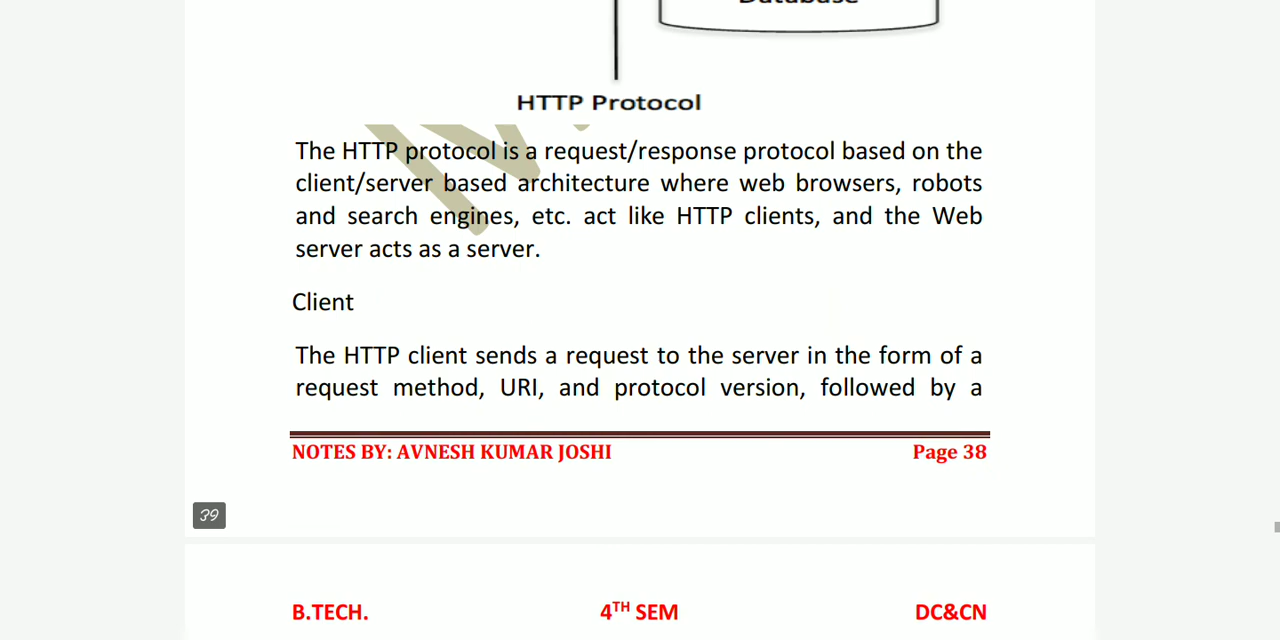 Database
HTTP Protocol
The HTTP protocol is a request/response protocol based on the
client/server based architecture where web browsers, robots
and search engines, etc. act like HTTP clients, and the Web
server acts as a server.
Client
The HTTP client sends a request to the server in the form of a
request method, URI, and protocol version, followed by a
NOTES BY: AVNESH KUMAR JOSHI Page 38
39
B.TECH. 4TH SEM DC&CN